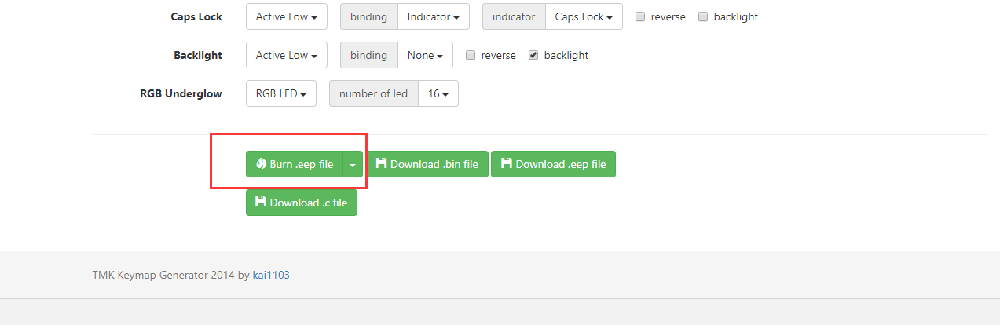 Caps Lock Active Low binding Indicator indicator Caps Lock reverse backlight
Backlight Active Low binding None reverse backlight
RGB Underglow RGB LED number of led 16
Burn .eep file Download .bin file Download .eep file
Download .c file
TMK Keymap Generator 2014 by kai1103